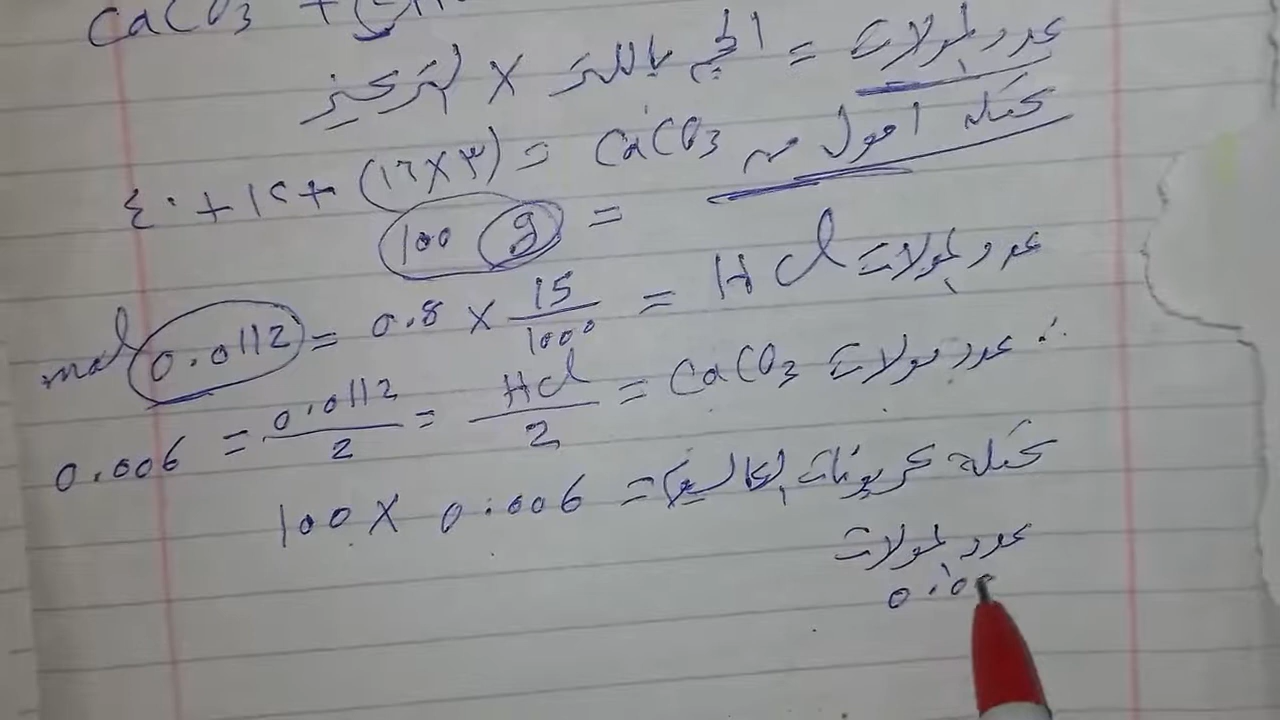 CaCO3 +
عدد المولات = الحجم باللتر × التركيز
كتلة 1 مول من CaCO3 = (١٦×٣) + ١٢ + ٤٠
= 100 g
عدد المولات HCl = 15/1000 × 0.8 = 0.0112 mol
∴ عدد مولات CaCO3 = HCl/2 = 0.0112/2 = 0.006
كتلة كربونات الكالسيوم = 0.006 × 100
عدد المولات